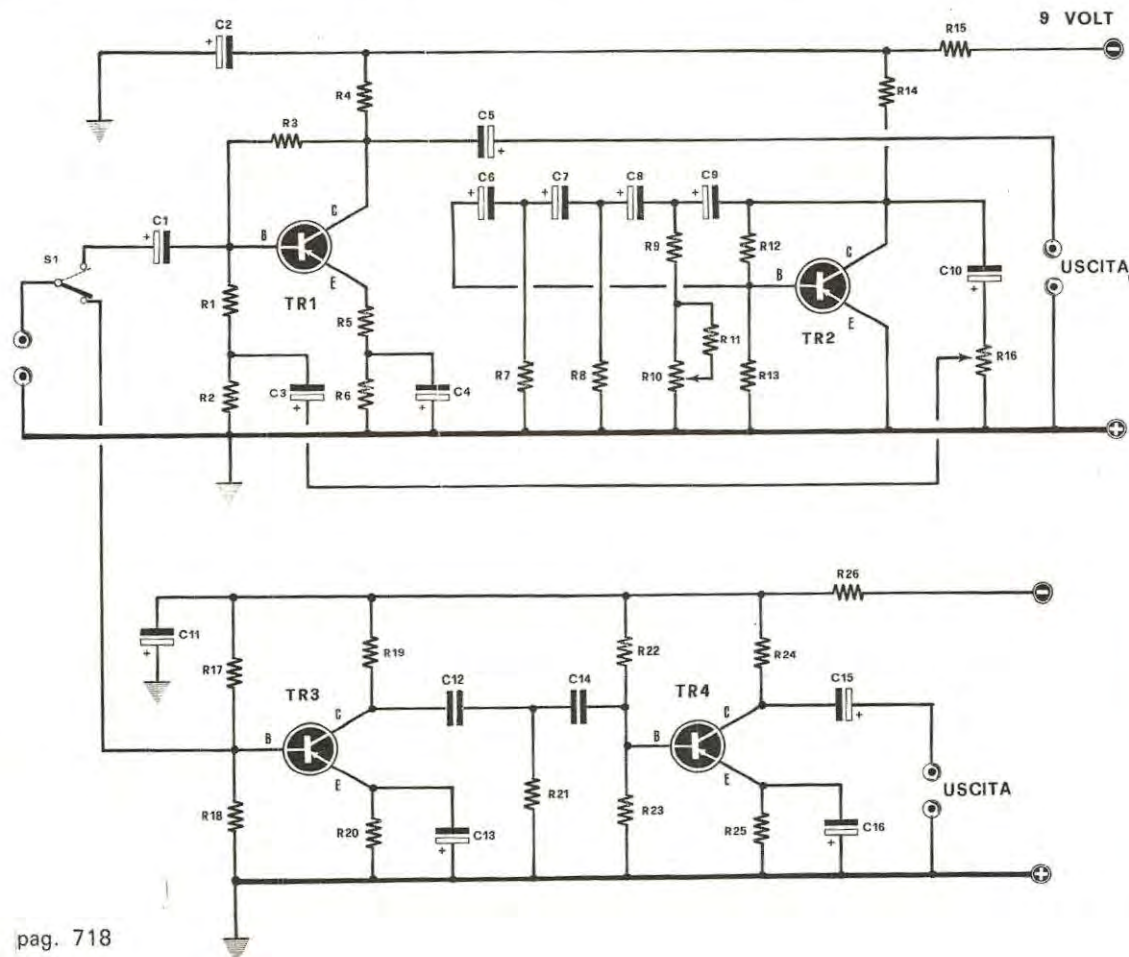 C2
9 VOLT
R15
R4
R14
R3
C5
C6
C7
C8
C9
C1
C
S1
B
R9
R12
C
USCITA
B
C10
E
R1
TR1
R5
R11
TR2
E
R16
R2
C3
R6
C4
R7
R8
R10
R13
R26
C11
R17
R19
R22
R24
TR3
C12
C14
TR4
C15
C
C
B
B
E
E
USCITA
R18
R20
C13
R21
R23
R25
C16
pag. 718